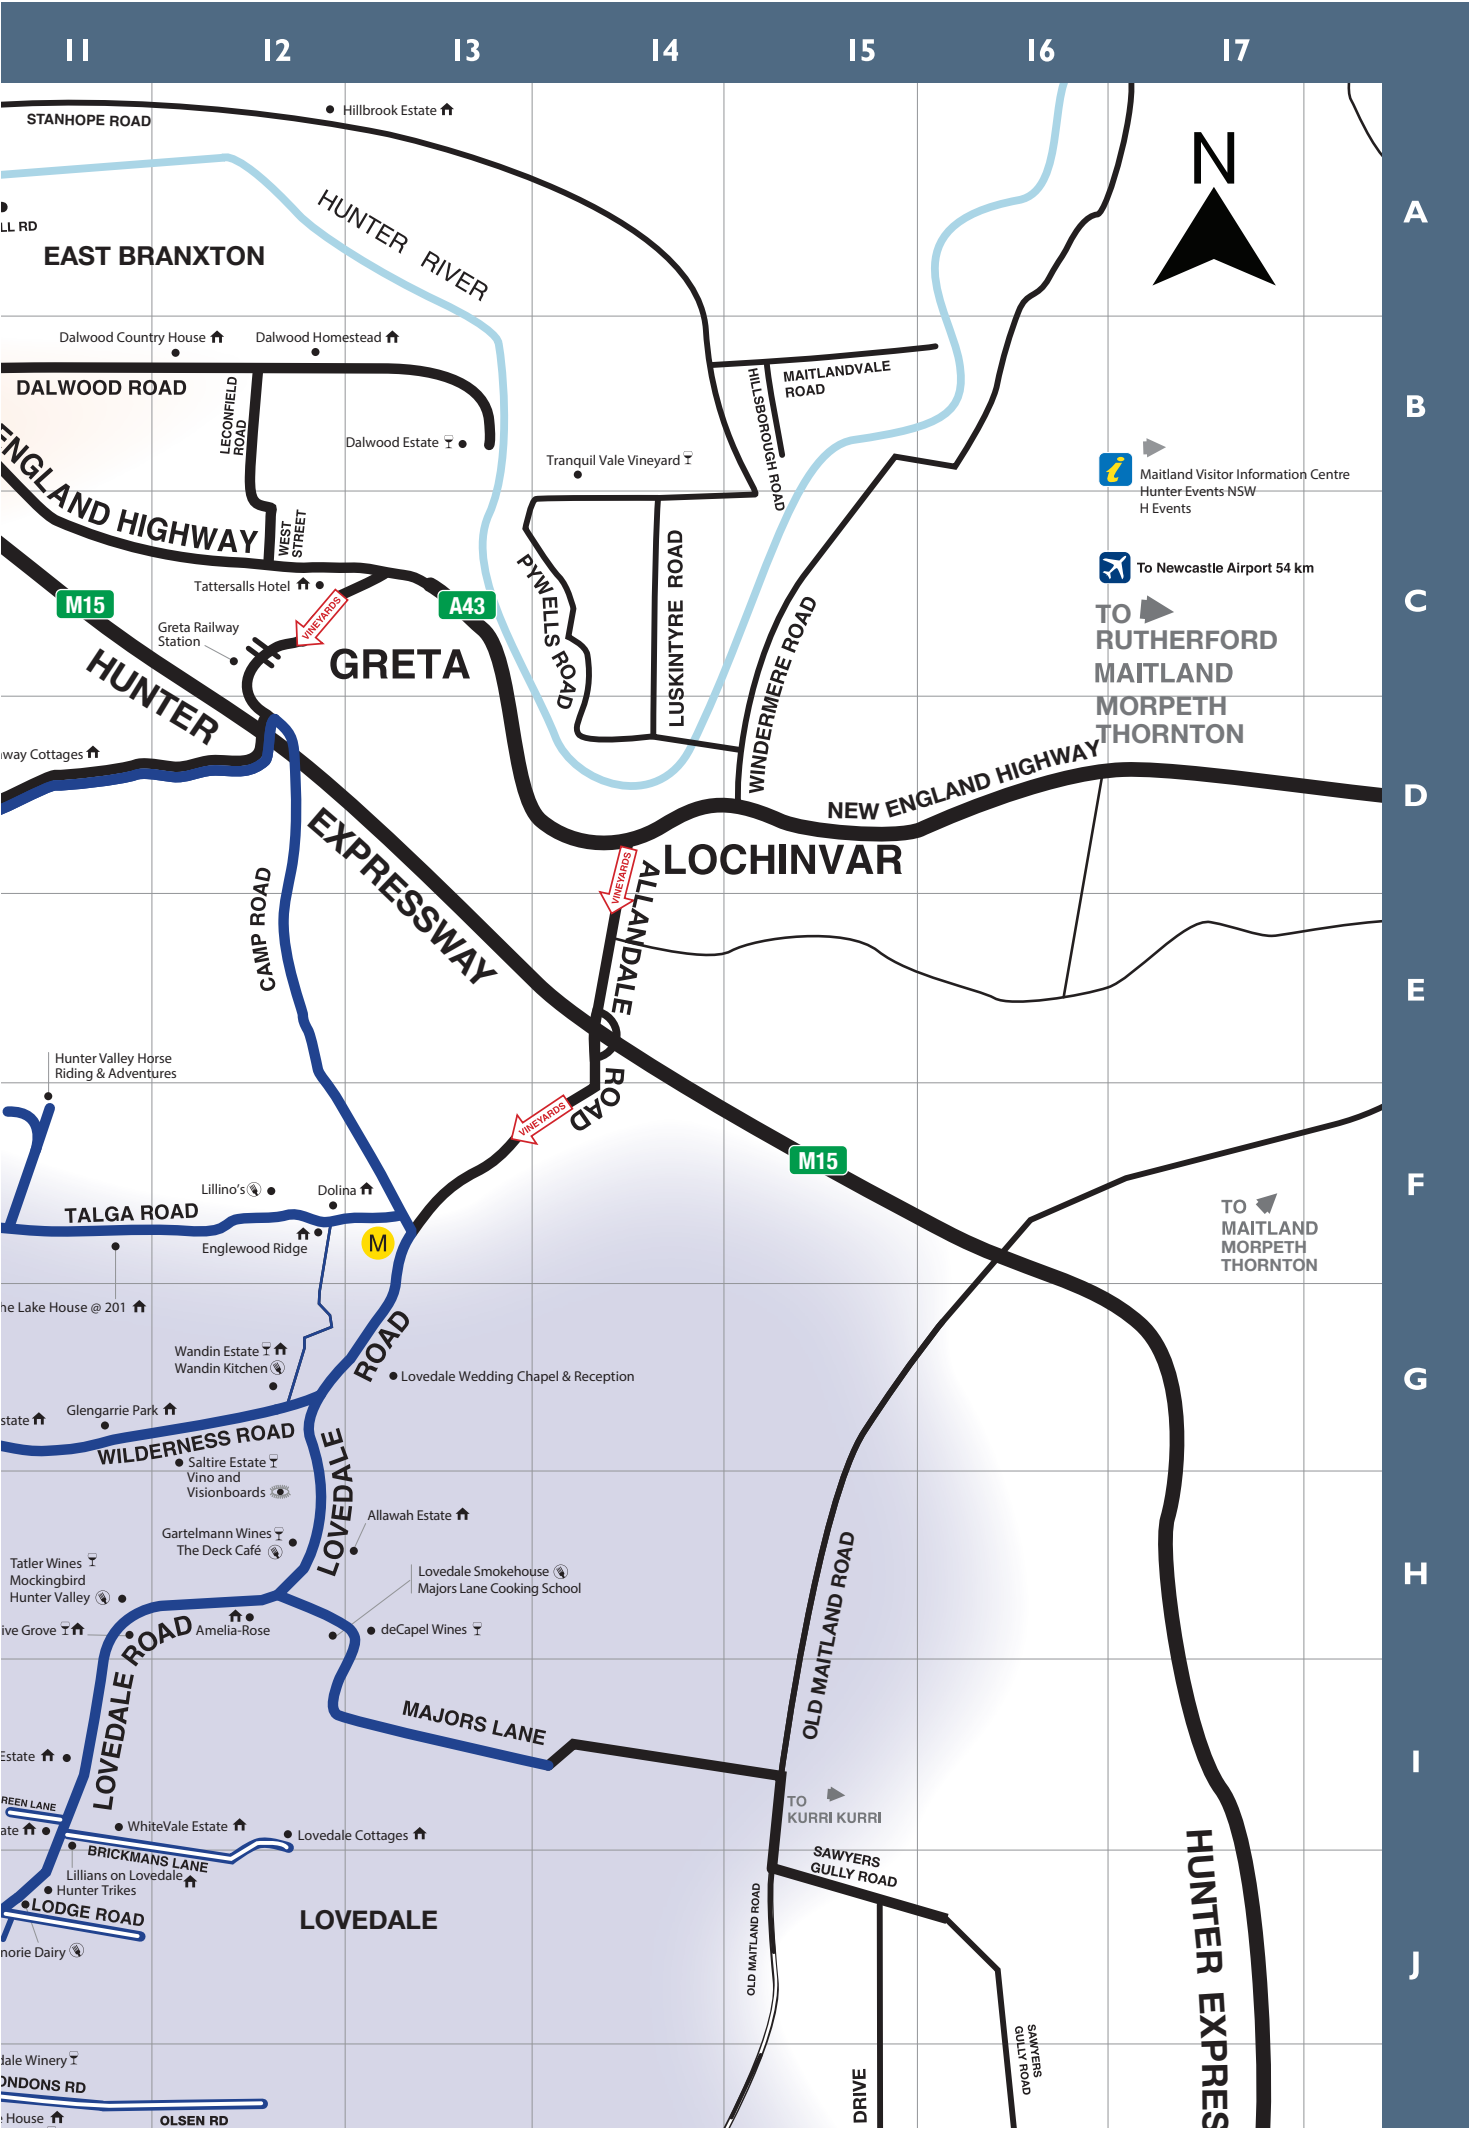 11 12 13 14 15 16 17
Hillbrook Estate
STANHOPE ROAD
N
HUNTER RIVER
A
LL RD
EAST BRANXTON
Dalwood Country House
Dalwood Homestead
DALWOOD ROAD
LECONFIELD
ROAD
MAITLANDVALE
ROAD
HILLSBOROUGH ROAD
B
Dalwood Estate
Tranquil Vale Vineyard
i
Maitland Visitor Information Centre
Hunter Events NSW
H Events
ENGLAND HIGHWAY
WEST
STREET
To Newcastle Airport 54 km
Tattersalls Hotel
VINEYARDS
M15
A43
PYWELLS ROAD
LUSKINTYRE ROAD
WINDERMERE ROAD
C
TO
RUTHERFORD
MAITLAND
MORPETH
THORNTON
Greta Railway
Station
GRETA
HUNTER
way Cottages
NEW ENGLAND HIGHWAY
D
EXPRESSWAY
LOCHINVAR
VINEYARDS
ALLANDALE
CAMP ROAD
E
Hunter Valley Horse
Riding & Adventures
ROAD
VINEYARDS
M15
F
Lillino's
Dolina
TALGA ROAD
Englewood Ridge
M
TO
MAITLAND
MORPETH
THORNTON
he Lake House @ 201
Wandin Estate
Wandin Kitchen
ROAD
Lovedale Wedding Chapel & Reception
G
state
Glengarrie Park
WILDERNESS ROAD
LOVEDALE
Saltire Estate
Vino and
Visionboards
Allawah Estate
Gartelmann Wines
The Deck Café
OLD MAITLAND ROAD
Tatler Wines
Mockingbird
Hunter Valley
Lovedale Smokehouse
Majors Lane Cooking School
H
ive Grove
Amelia-Rose
deCapel Wines
LOVEDALE ROAD
MAJORS LANE
Estate
I
REEN LANE
TO
KURRI KURRI
ate
WhiteVale Estate
Lovedale Cottages
BRICKMANS LANE
SAWYERS
GULLY ROAD
Lillians on Lovedale
Hunter Trikes
LODGE ROAD
LOVEDALE
OLD MAITLAND ROAD
HUNTER EXPRES
norie Dairy
J
SAWYERS
GULLY ROAD
dale Winery
ONDONS RD
DRIVE
House
OLSEN RD